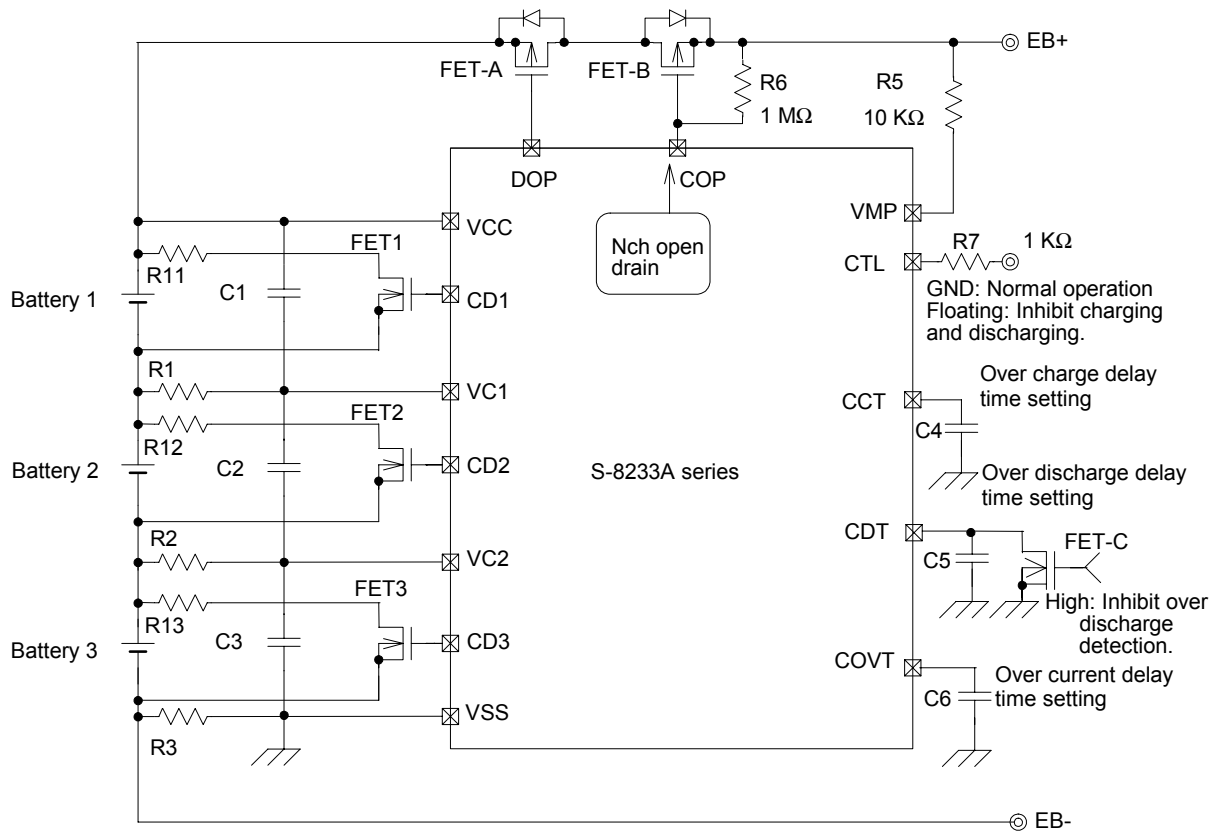 EB+
FET-A
FET-B
R6
1 MΩ
R5
10 KΩ
DOP
COP
VMP
VCC
FET1
Nch open
drain
R7
1 KΩ
CTL
R11
C1
Battery 1
CD1
GND: Normal operation
Floating: Inhibit charging
and discharging.
R1
VC1
Over charge delay
time setting
CCT
FET2
C4
R12
Battery 2
C2
CD2
S-8233A series
Over discharge delay
time setting
R2
VC2
CDT
FET-C
C5
FET3
High: Inhibit over
discharge
detection.
R13
Battery 3
C3
CD3
COVT
Over current delay
time setting
C6
VSS
R3
EB-